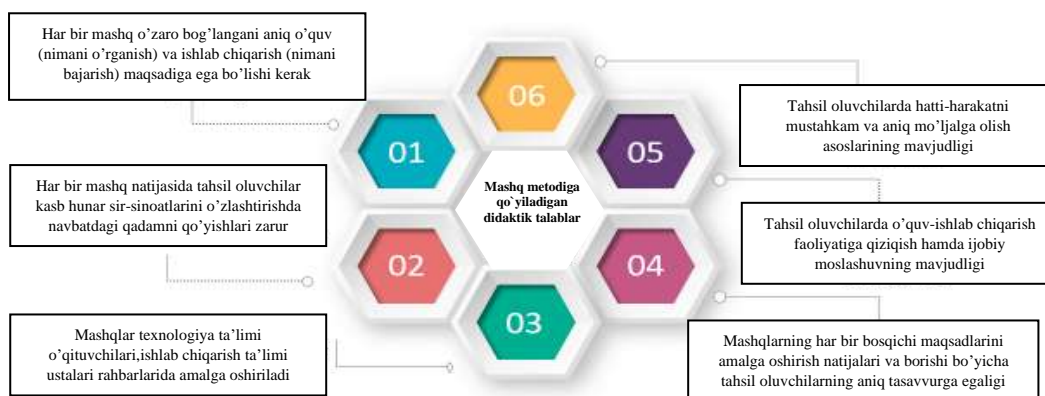 Har bir mashq o’zaro bog’langani aniq o’quv
(nimani o’rganish) va ishlab chiqarish (nimani
bajarish) maqsadiga ega bo’lishi kerak
Har bir mashq natijasida tahsil oluvchilar
kasb hunar sir-sinoatlarini o’zlashtirishda
navbatdagi qadamni qo’yishlari zarur
Mashqlar texnologiya ta’limi
o’qituvchilari,ishlab chiqarish ta’limi
ustalari rahbarlarida amalga oshiriladi
01
02
03
04
05
06
Mashq metodiga
qo`yiladigan
didaktik talablar
Tahsil oluvchilarda hatti-harakatni
mustahkam va aniq mo’ljalga olish
asoslarining mavjudligi
Tahsil oluvchilarda o’quv-ishlab chiqarish
faoliyatiga qiziqish hamda ijobiy
moslashuvning mavjudligi
Mashqlarning har bir bosqichi maqsadlarini
amalga oshirish natijalari va borishi bo’yicha
tahsil oluvchilarning aniq tasavvurga egaligi